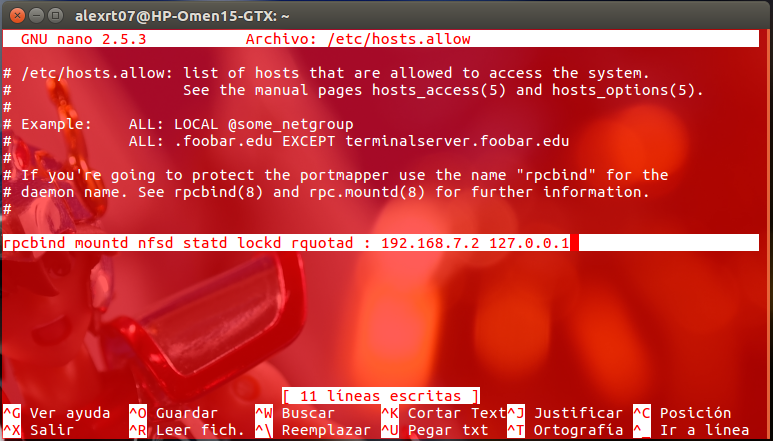 alexrt07@HP-Omen15-GTX: ~
GNU nano 2.5.3 Archivo: /etc/hosts.allow
# /etc/hosts.allow: list of hosts that are allowed to access the system.
# See the manual pages hosts_access(5) and hosts_options(5).
#
# Example: ALL: LOCAL @some_netgroup
# ALL: .foobar.edu EXCEPT terminalserver.foobar.edu
#
# If you're going to protect the portmapper use the name "rpcbind" for the
# daemon name. See rpcbind(8) and rpc.mountd(8) for further information.
#
rpcbind mountd nfsd statd lockd rquotad : 192.168.7.2 127.0.0.1
[ 11 líneas escritas ]
^G Ver ayuda ^O Guardar ^W Buscar ^K Cortar Text ^J Justificar ^C Posición
^X Salir ^R Leer fich. ^\ Reemplazar ^U Pegar txt ^T Ortografía ^_ Ir a línea